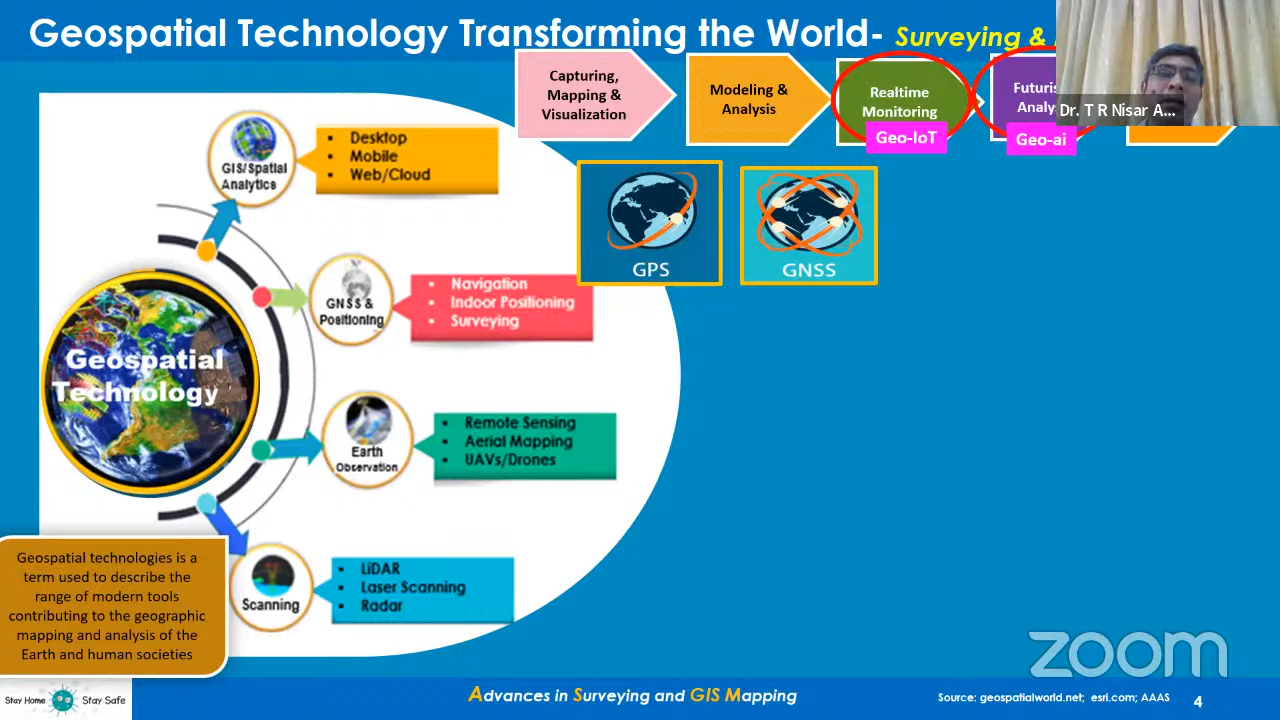 Geospatial Technology Transforming the World- Surveying &
Capturing,
Mapping &
Visualization
Modeling &
Analysis
Realtime
Monitoring
Geo-IoT
Geo-ai
Dr. T R Nisar A...
GIS/Spatial
Analytics
▪ Desktop
▪ Mobile
▪ Web/Cloud
GPS
GNSS
GNSS &
Positioning
▪ Navigation
▪ Indoor Positioning
▪ Surveying
Geospatial
Technology
Earth
Observation
▪ Remote Sensing
▪ Aerial Mapping
▪ UAVs/Drones
Scanning
▪ LiDAR
▪ Laser Scanning
▪ Radar
Geospatial technologies is a
term used to describe the
range of modern tools
contributing to the geographic
mapping and analysis of the
Earth and human societies
zoom
Stay Home Stay Safe
Advances in Surveying and GIS Mapping
Source: geospatialworld.net; esri.com; AAAS 4